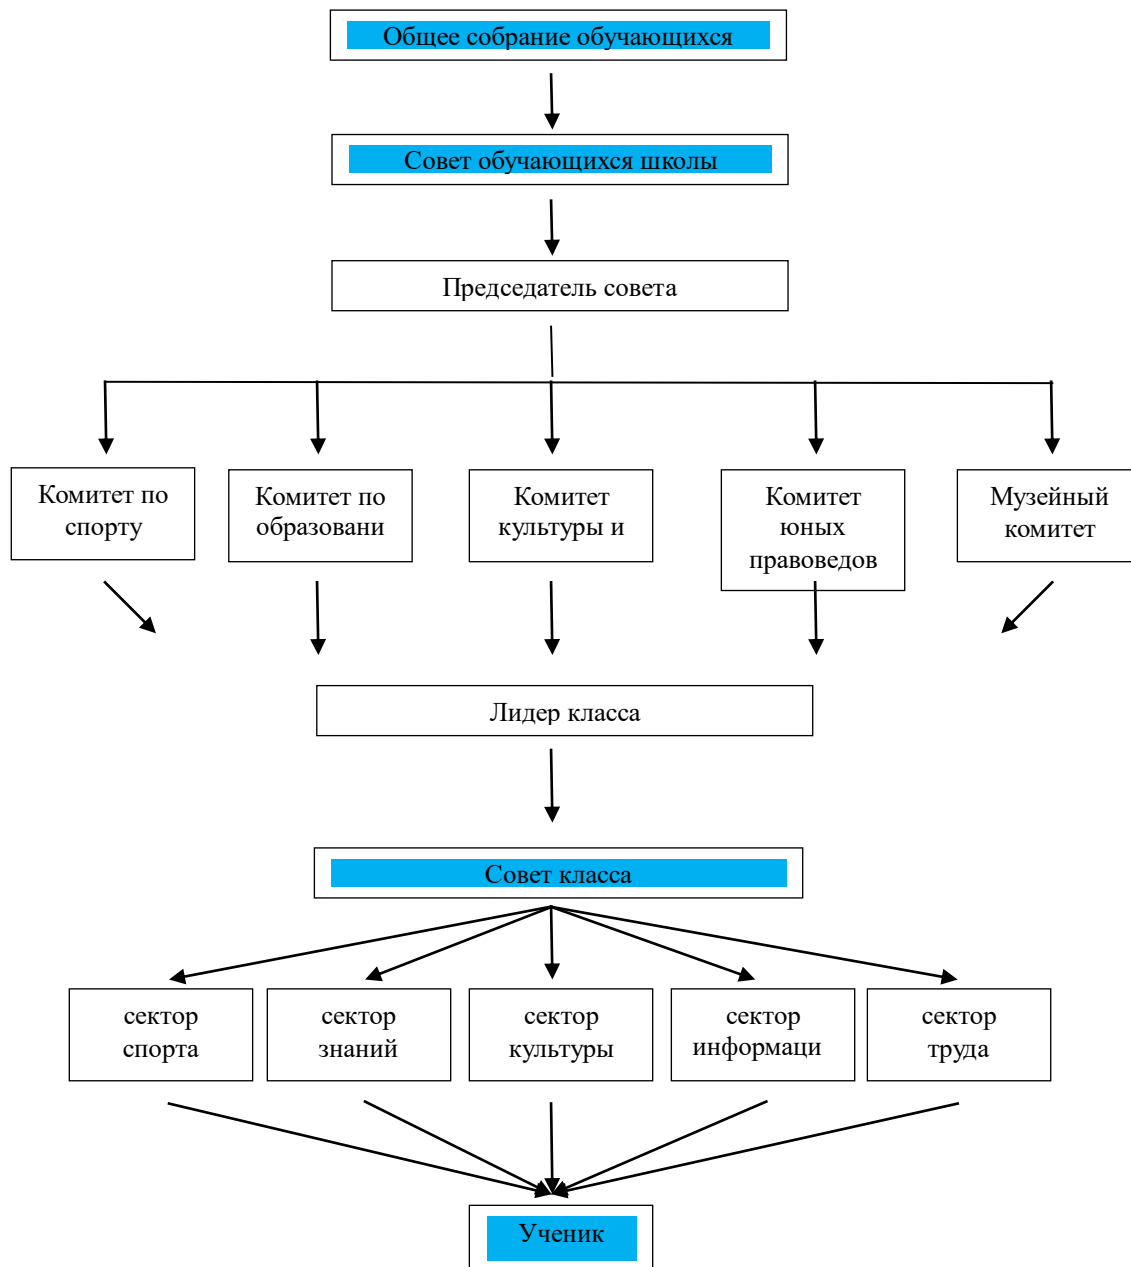 Общее собрание обучающихся
Совет обучающихся школы
Председатель совета
Комитет по
спорту
Комитет по
образовани
Комитет
культуры и
Комитет
юных
правоведов
Музейный
комитет
Лидер класса
Совет класса
сектор
спорта
сектор
знаний
сектор
культуры
сектор
информаци
сектор
труда
Ученик